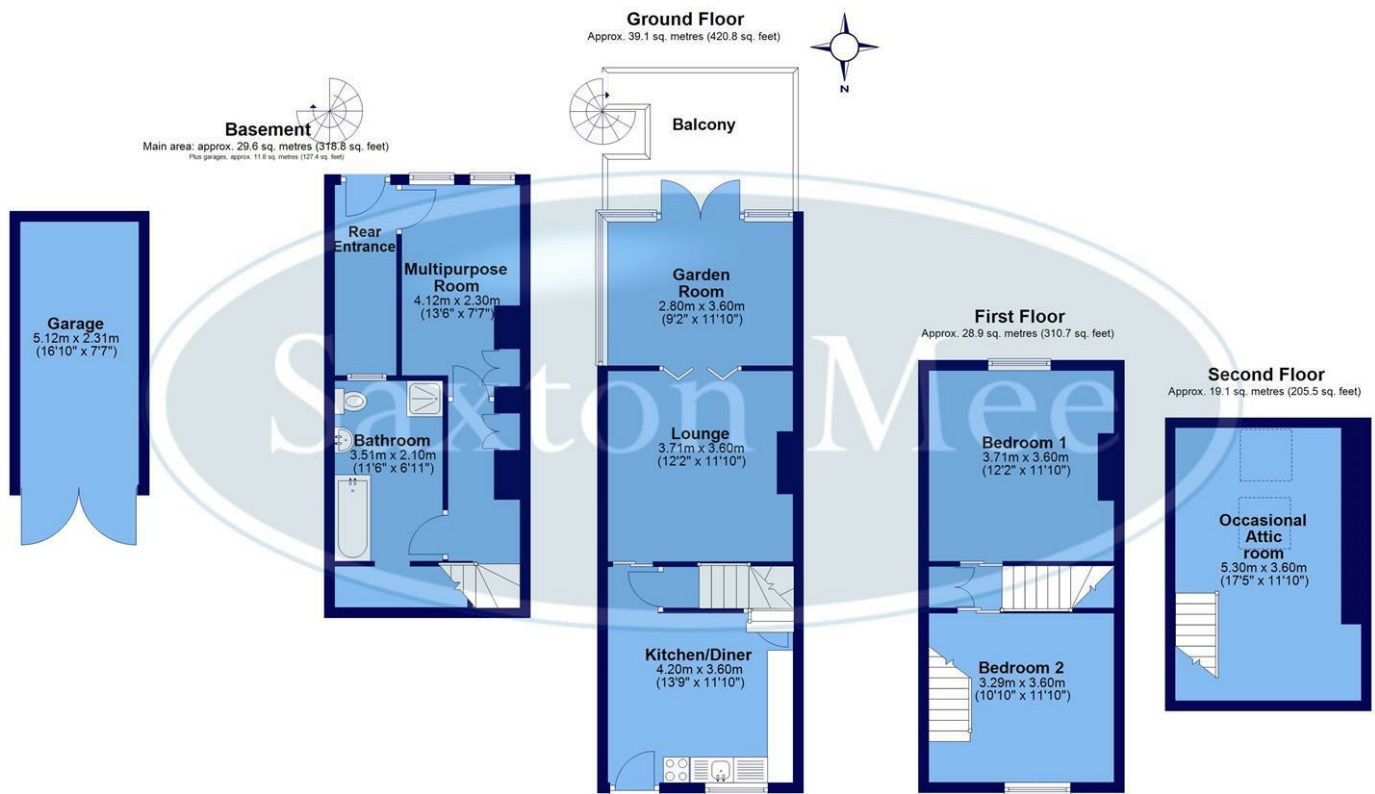 Ground Floor
Approx. 39.1 sq. metres (420.8 sq. feet)
N
Balcony
Basement
Main area: approx. 29.6 sq. metres (318.8 sq. feet)
Plus garages, approx. 11.8 sq. metres (127.4 sq. feet)
Rear
Entrance
Multipurpose
Room
4.12m x 2.30m
(13'6" x 7'7")
Garden
Room
2.80m x 3.60m
(9'2" x 11'10")
Garage
5.12m x 2.31m
(16'10" x 7'7")
First Floor
Approx. 28.9 sq. metres (310.7 sq. feet)
Second Floor
Approx. 19.1 sq. metres (205.5 sq. feet)
Saxton Mee
Bathroom
3.51m x 2.10m
(11'6" x 6'11")
Lounge
3.71m x 3.60m
(12'2" x 11'10")
Bedroom 1
3.71m x 3.60m
(12'2" x 11'10")
Occasional
Attic
room
5.30m x 3.60m
(17'5" x 11'10")
Kitchen/Diner
4.20m x 3.60m
(13'9" x 11'10")
Bedroom 2
3.29m x 3.60m
(10'10" x 11'10")